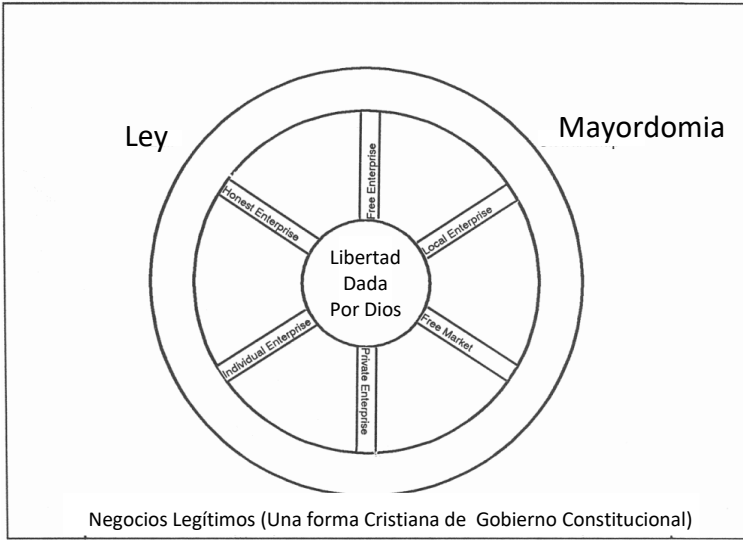 Ley
Mayordomia
Free Enterprise
Honest Enterprise
Local Enterprise
Libertad
Dada
Por Dios
Individual Enterprise
Free Market
Private Enterprise
Negocios Legítimos (Una forma Cristiana de Gobierno Constitucional)